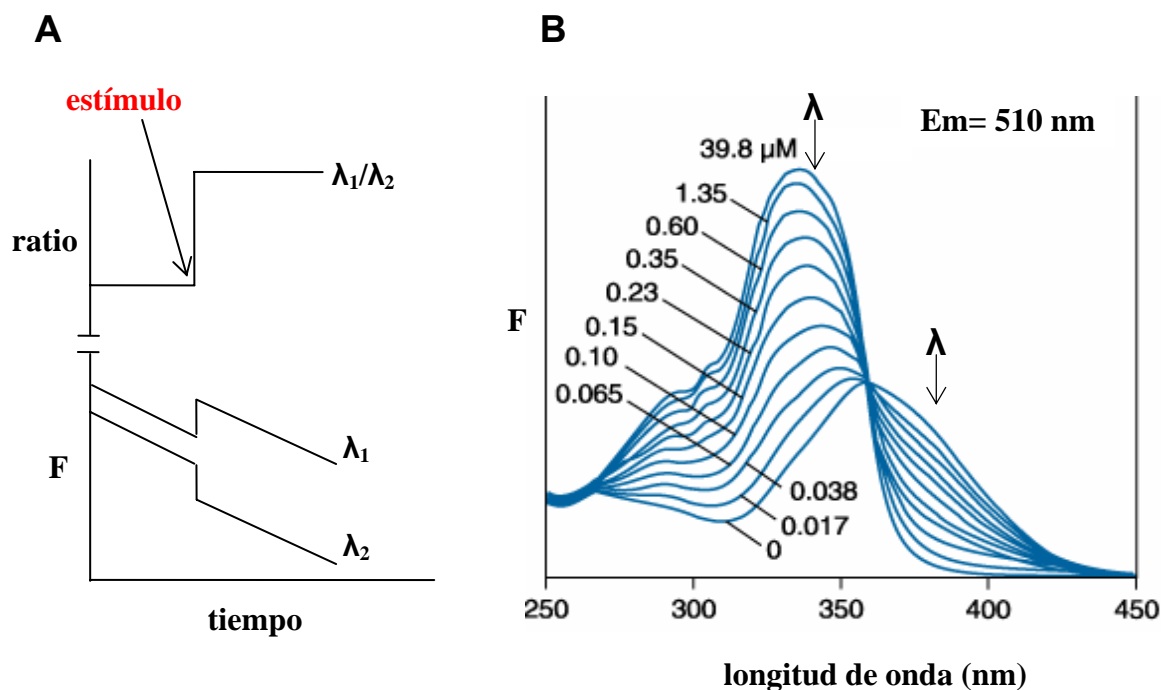 A
estímulo
λ₁/λ₂
ratio
F
λ₁
λ₂
tiempo
B
λ
Em= 510 nm
39.8 µM
1.35
0.60
0.35
0.23
0.15
0.10
0.065
F
λ
0.038
0.017
0
250 300 350 400 450
longitud de onda (nm)